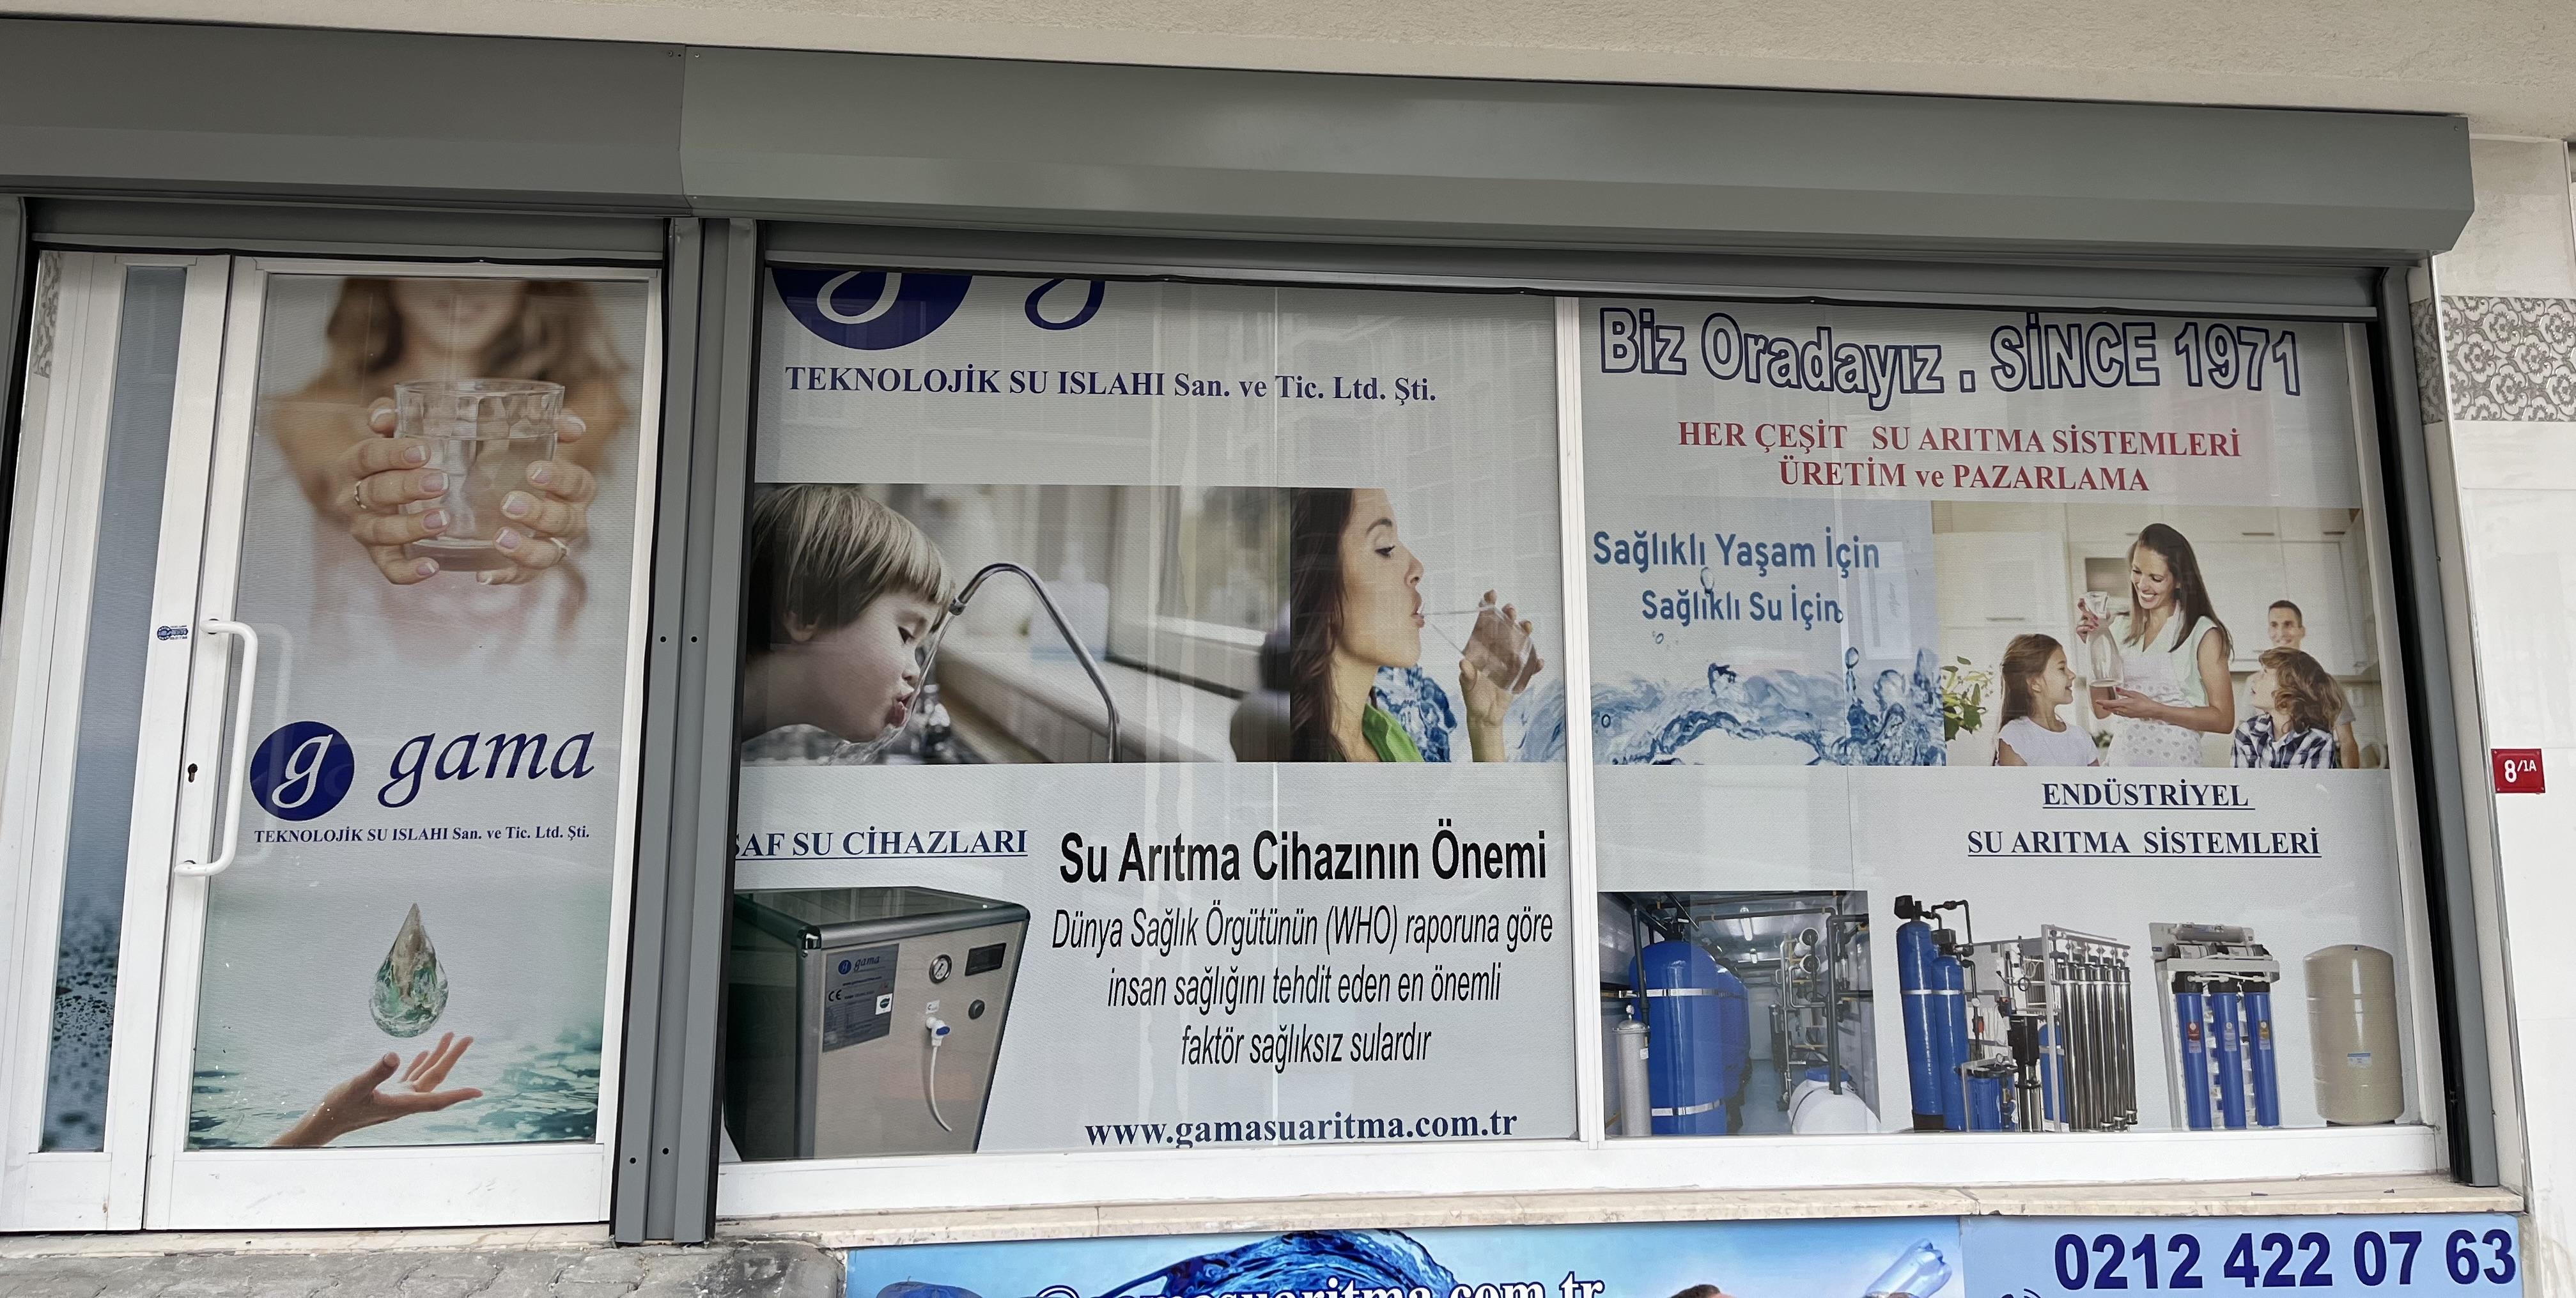 g gama
TEKNOLOJİK SU ISLAHI San. ve Tic. Ltd. Şti.
TEKNOLOJİK SU ISLAHI San. ve Tic. Ltd. Şti.
SAF SU CİHAZLARI
gama
Su Arıtma Cihazının Önemi
Dünya Sağlık Örgütünün (WHO) raporuna göre
insan sağlığını tehdit eden en önemli
faktör sağlıksız sulardır
www.gamasuaritma.com.tr
Biz Oradayız . SİNCE 1971
HER ÇEŞİT SU ARITMA SİSTEMLERİ
ÜRETİM ve PAZARLAMA
Sağlıklı Yaşam İçin
Sağlıklı Su İçin
ENDÜSTRİYEL
SU ARITMA SİSTEMLERİ
8/1A
@gamasuaritma.com.tr
0212 422 07 63